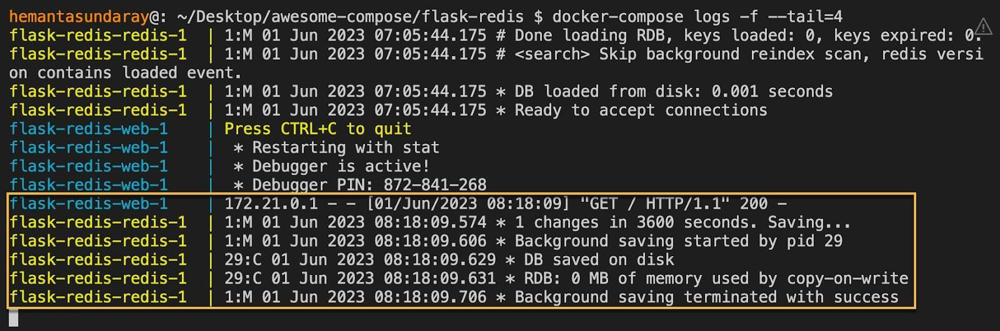 hemantasundaray@: ~/Desktop/awesome-compose/flask-redis $ docker-compose logs -f --tail=4
flask-redis-redis-1 | 1:M 01 Jun 2023 07:05:44.175 # Done loading RDB, keys loaded: 0, keys expired: 0.
flask-redis-redis-1 | 1:M 01 Jun 2023 07:05:44.175 # <search> Skip background reindex scan, redis versi
on contains loaded event.
flask-redis-redis-1 | 1:M 01 Jun 2023 07:05:44.175 * DB loaded from disk: 0.001 seconds
flask-redis-redis-1 | 1:M 01 Jun 2023 07:05:44.175 * Ready to accept connections
flask-redis-web-1 | Press CTRL+C to quit
flask-redis-web-1 | * Restarting with stat
flask-redis-web-1 | * Debugger is active!
flask-redis-web-1 | * Debugger PIN: 872-841-268
flask-redis-web-1 | 172.21.0.1 - - [01/Jun/2023 08:18:09] "GET / HTTP/1.1" 200 -
flask-redis-redis-1 | 1:M 01 Jun 2023 08:18:09.574 * 1 changes in 3600 seconds. Saving...
flask-redis-redis-1 | 1:M 01 Jun 2023 08:18:09.606 * Background saving started by pid 29
flask-redis-redis-1 | 29:C 01 Jun 2023 08:18:09.629 * DB saved on disk
flask-redis-redis-1 | 29:C 01 Jun 2023 08:18:09.631 * RDB: 0 MB of memory used by copy-on-write
flask-redis-redis-1 | 1:M 01 Jun 2023 08:18:09.706 * Background saving terminated with success